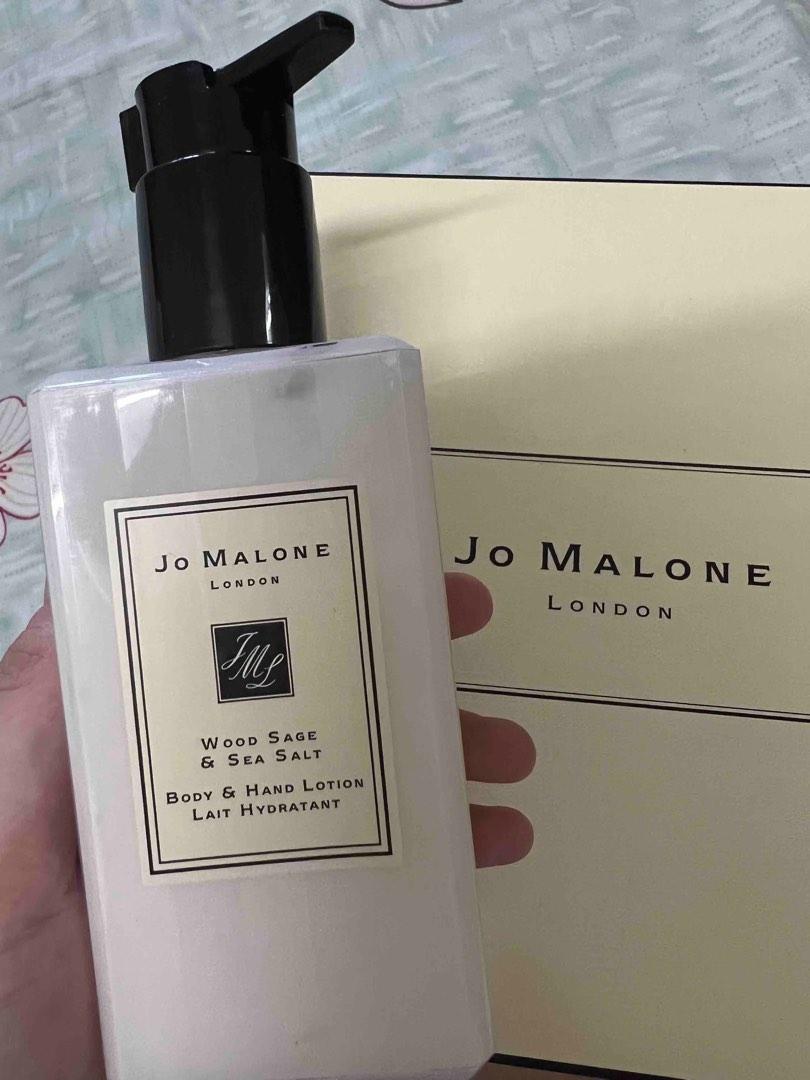 Jo Malone
London
JML
Wood Sage
& Sea Salt
Body & Hand Lotion
Lait Hydratant
Jo Malone
London